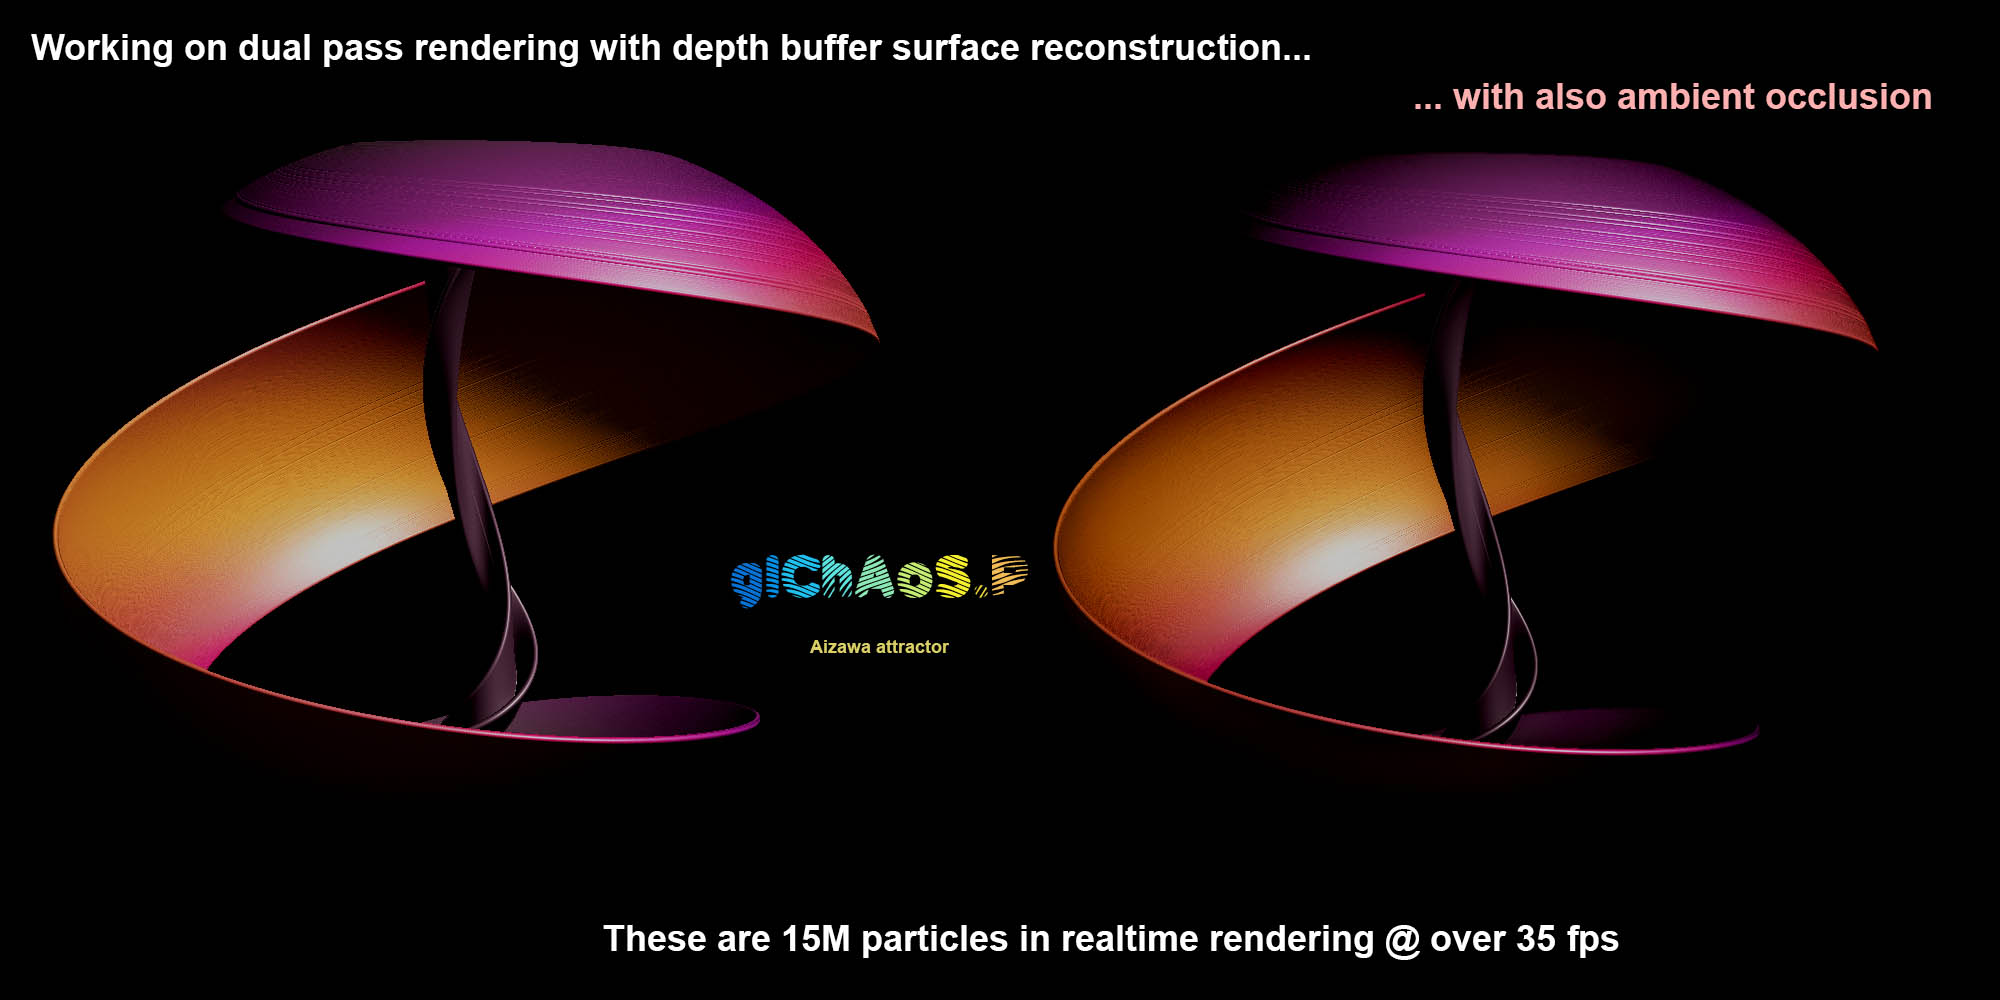 Working on dual pass rendering with depth buffer surface reconstruction...
... with also ambient occlusion
glChAoS.P
Aizawa attractor
These are 15M particles in realtime rendering @ over 35 fps